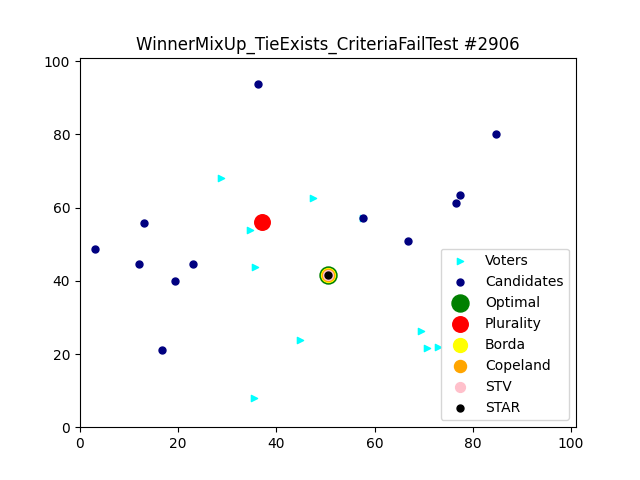 WinnerMixUp_TieExists_CriteriaFailTest #2906
100
80
60
40
20
0
0
20
40
60
80
100
Voters
Candidates
Optimal
Plurality
Borda
Copeland
STV
STAR